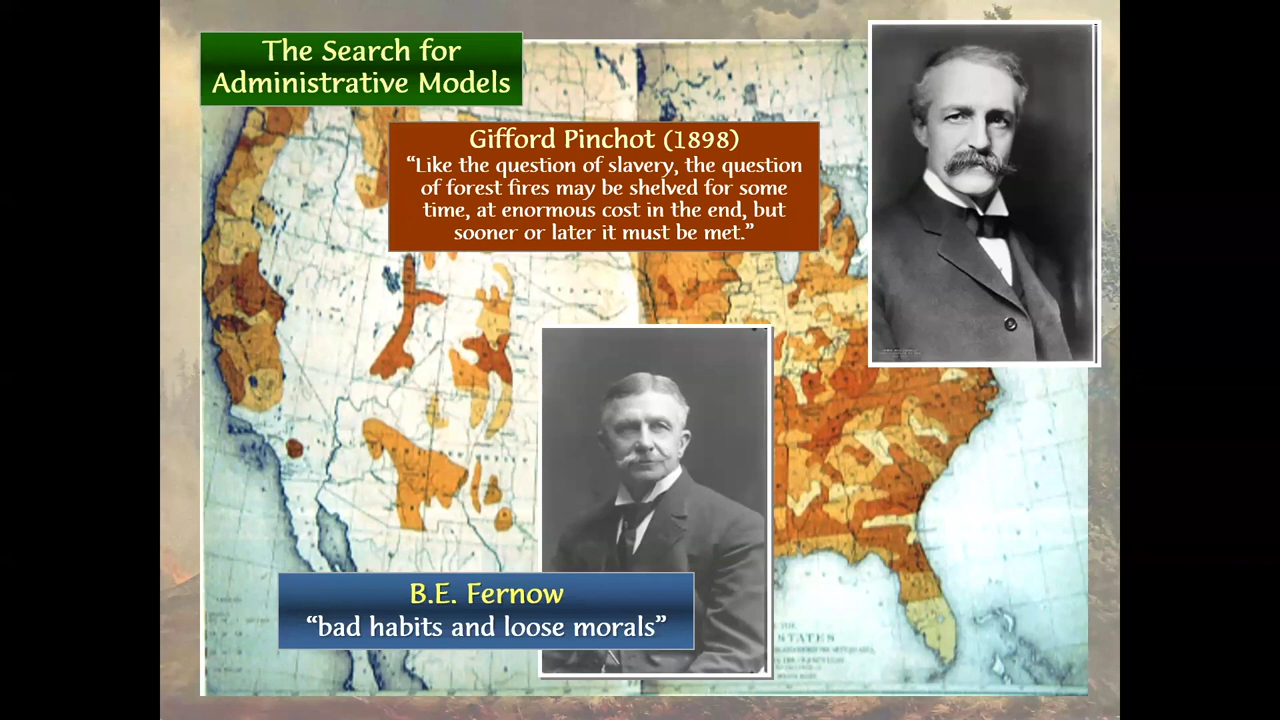 The Search for
Administrative Models
Gifford Pinchot (1898)
“Like the question of slavery, the question
of forest fires may be shelved for some
time, at enormous cost in the end, but
sooner or later it must be met.”
B.E. Fernow
“bad habits and loose morals”
STATES